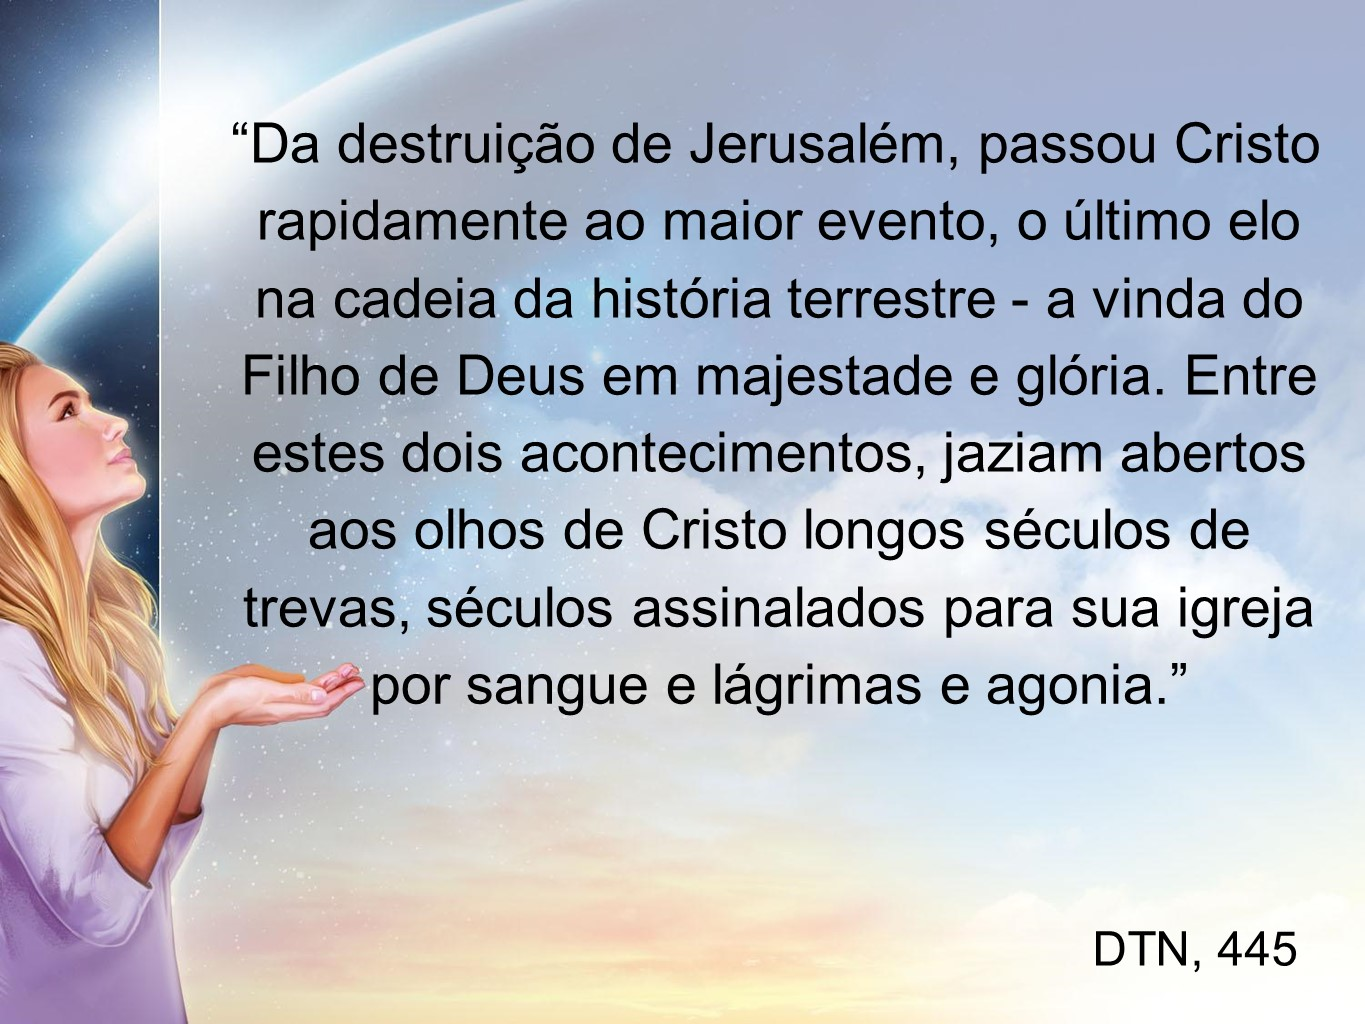 “Da destruição de Jerusalém, passou Cristo
rapidamente ao maior evento, o último elo
na cadeia da história terrestre - a vinda do
Filho de Deus em majestade e glória. Entre
estes dois acontecimentos, jaziam abertos
aos olhos de Cristo longos séculos de
trevas, séculos assinalados para sua igreja
por sangue e lágrimas e agonia.”
DTN, 445